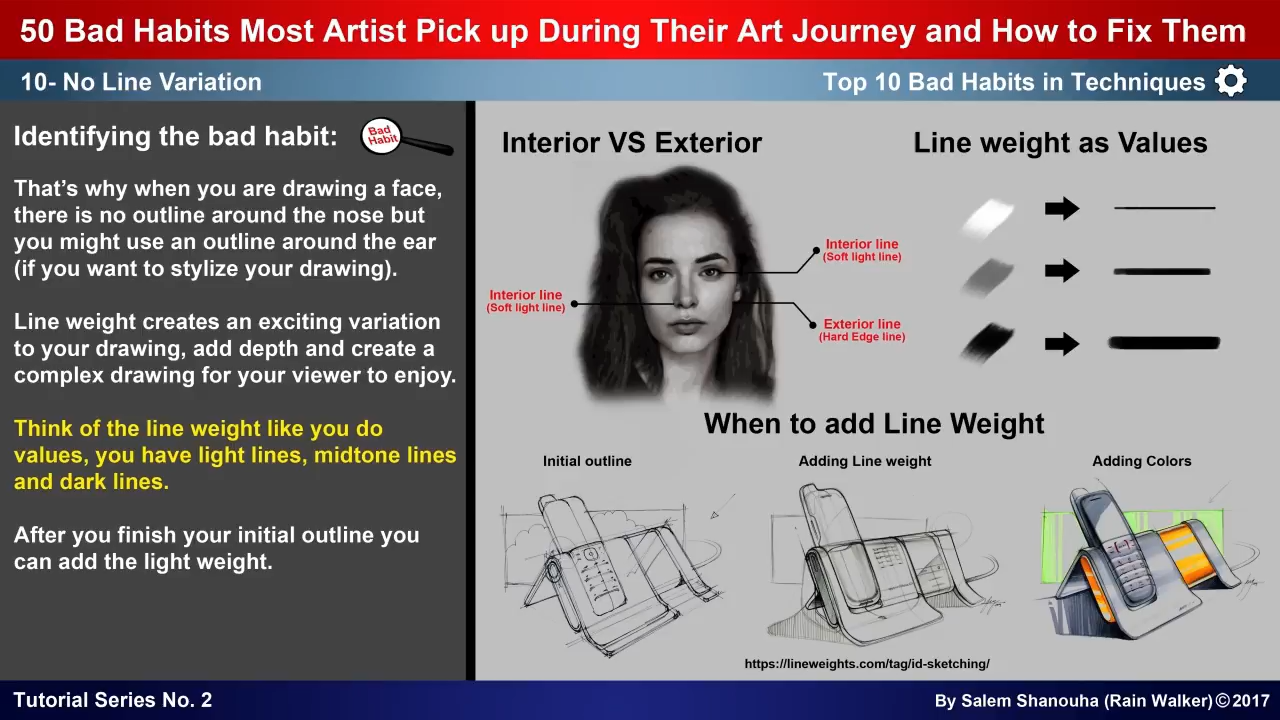 50 Bad Habits Most Artist Pick up During Their Art Journey and How to Fix Them
10- No Line Variation
Top 10 Bad Habits in Techniques
Identifying the bad habit:
Bad
Habit
That's why when you are drawing a face,
there is no outline around the nose but
you might use an outline around the ear
(if you want to stylize your drawing).
Line weight creates an exciting variation
to your drawing, add depth and create a
complex drawing for your viewer to enjoy.
Think of the line weight like you do
values, you have light lines, midtone lines
and dark lines.
After you finish your initial outline you
can add the light weight.
Interior VS Exterior
Interior line
(Soft light line)
Interior line
(Soft light line)
Exterior line
(Hard Edge line)
Line weight as Values
When to add Line Weight
Initial outline
Adding Line weight
Adding Colors
https://lineweights.com/tag/id-sketching/
Tutorial Series No. 2
By Salem Shanouha (Rain Walker)©2017